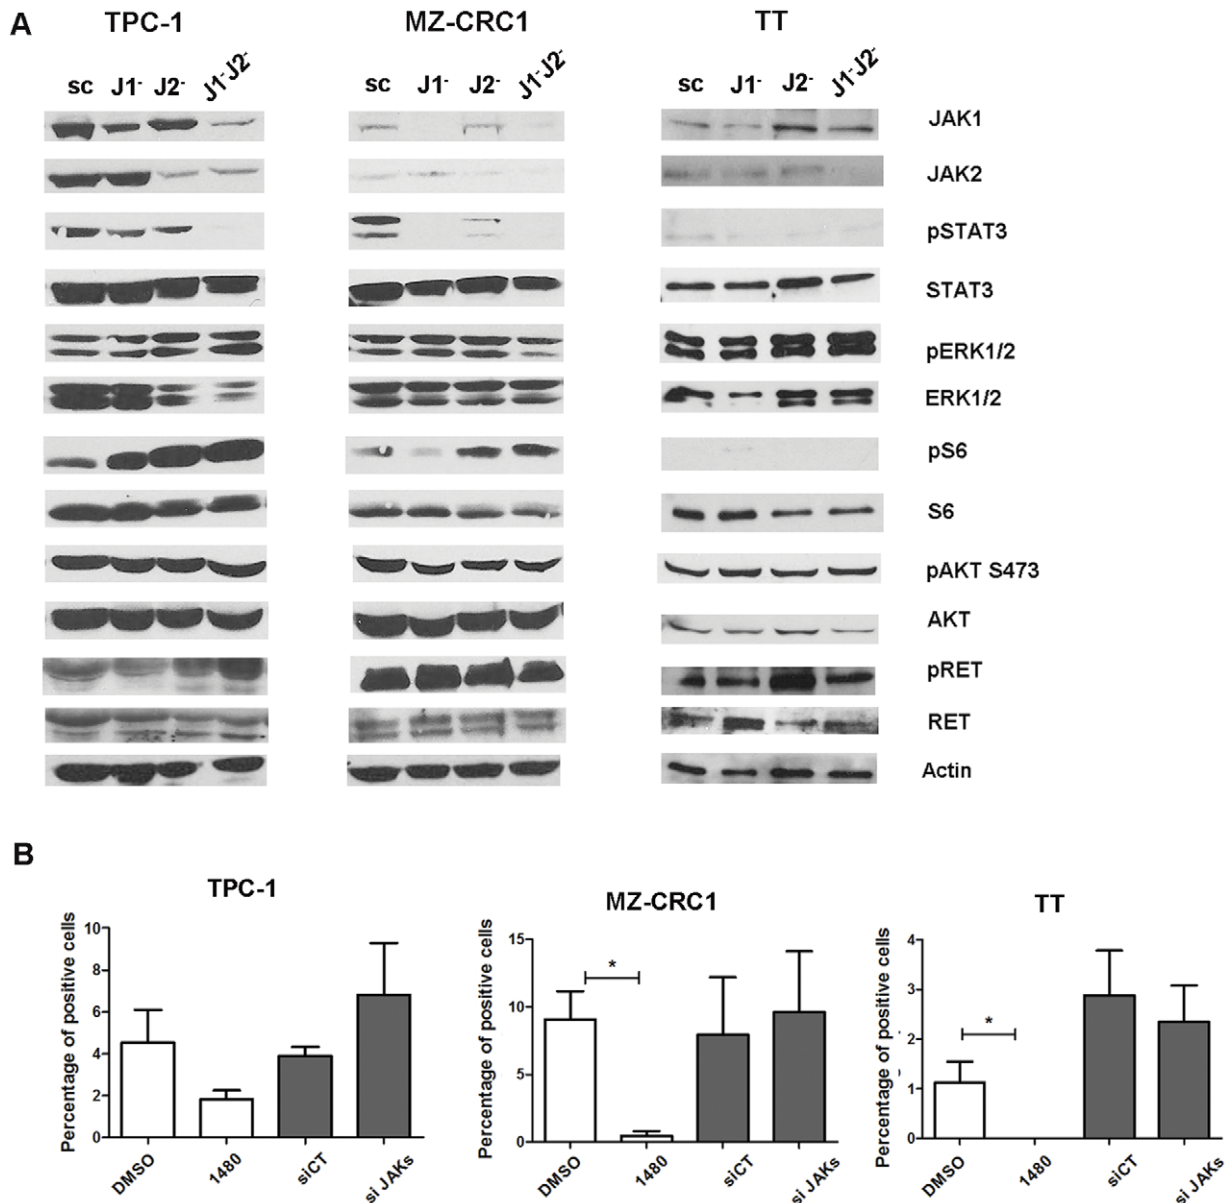 A
TPC-1 MZ-CRC1 TT
sc J1- J2- J1-J2- sc J1- J2- J1-J2- sc J1- J2- J1-J2-
JAK1
JAK2
pSTAT3
STAT3
pERK1/2
ERK1/2
pS6
S6
pAKT S473
AKT
pRET
RET
Actin
B
TPC-1
Percentage of positive cells
10
8
6
4
2
0
DMSO 1480 siCT si JAKs
MZ-CRC1
Percentage of positive cells
15
10
5
0
*
DMSO 1480 siCT si JAKs
TT
Percentage of positive cells
4
3
2
1
0
*
DMSO 1480 siCT si JAKs